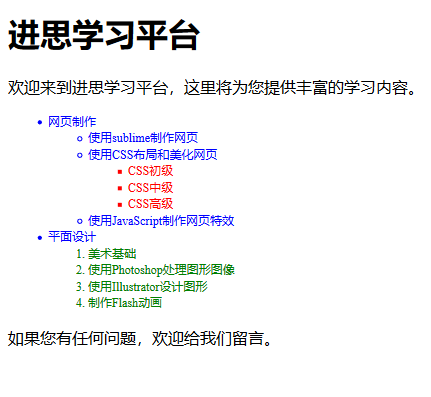 进思学习平台
欢迎来到进思学习平台，这里将为您提供丰富的学习内容。
网页制作
使用sublime制作网页
使用CSS布局和美化网页
CSS初级
CSS中级
CSS高级
使用JavaScript制作网页特效
平面设计
1. 美术基础
2. 使用Photoshop处理图形图像
3. 使用Illustrator设计图形
4. 制作Flash动画
如果您有任何问题，欢迎给我们留言。